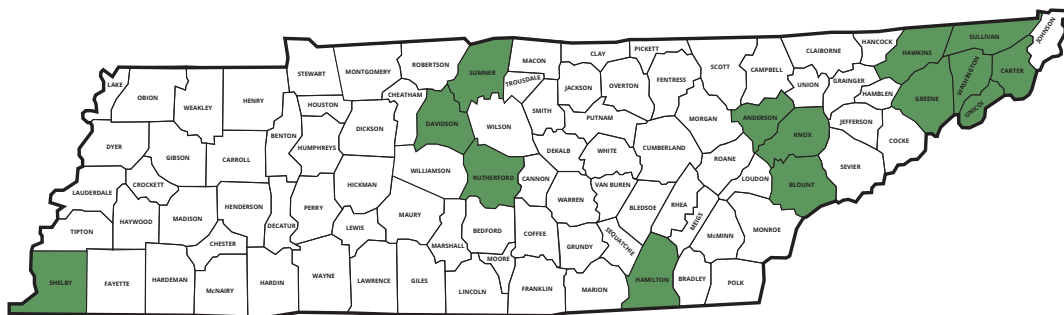 JOHNSON
SULLIVAN
HANCOCK
HAWKINS
CARTER
WASHINGTON
UNICOI
GREENE
CLAIBORNE
PICKETT
CLAY
MACON
ROBERTSON
SUMNER
TROUSDALE
STEWART
MONTGOMERY
SCOTT
CAMPBELL
FENTRESS
UNION
GRAINGER
HAMBLEN
LAKE
OBION
WEAKLEY
HENRY
HOUSTON
CHEATHAM
JACKSON
OVERTON
SMITH
PUTNAM
MORGAN
ANDERSON
KNOX
JEFFERSON
COCKE
DAVIDSON
WILSON
DICKSON
BENTON
HUMPHREYS
DYER
GIBSON
CARROLL
DEKALB
WHITE
CUMBERLAND
ROANE
LOUDON
BLOUNT
SEVIER
WILLIAMSON
RUTHERFORD
CANNON
VAN BUREN
WARREN
HICKMAN
CROCKETT
LAUDERDALE
HAYWOOD
MADISON
HENDERSON
DECATUR
PERRY
LEWIS
MAURY
BLEDSOE
RHEA
MEIGS
McMINN
MONROE
TIPTON
CHESTER
MARSHALL
BEDFORD
COFFEE
GRUNDY
SEQUATCHIE
MOORE
SHELBY
FAYETTE
HARDEMAN
McNAIRY
HARDIN
WAYNE
LAWRENCE
GILES
LINCOLN
FRANKLIN
MARION
HAMILTON
BRADLEY
POLK